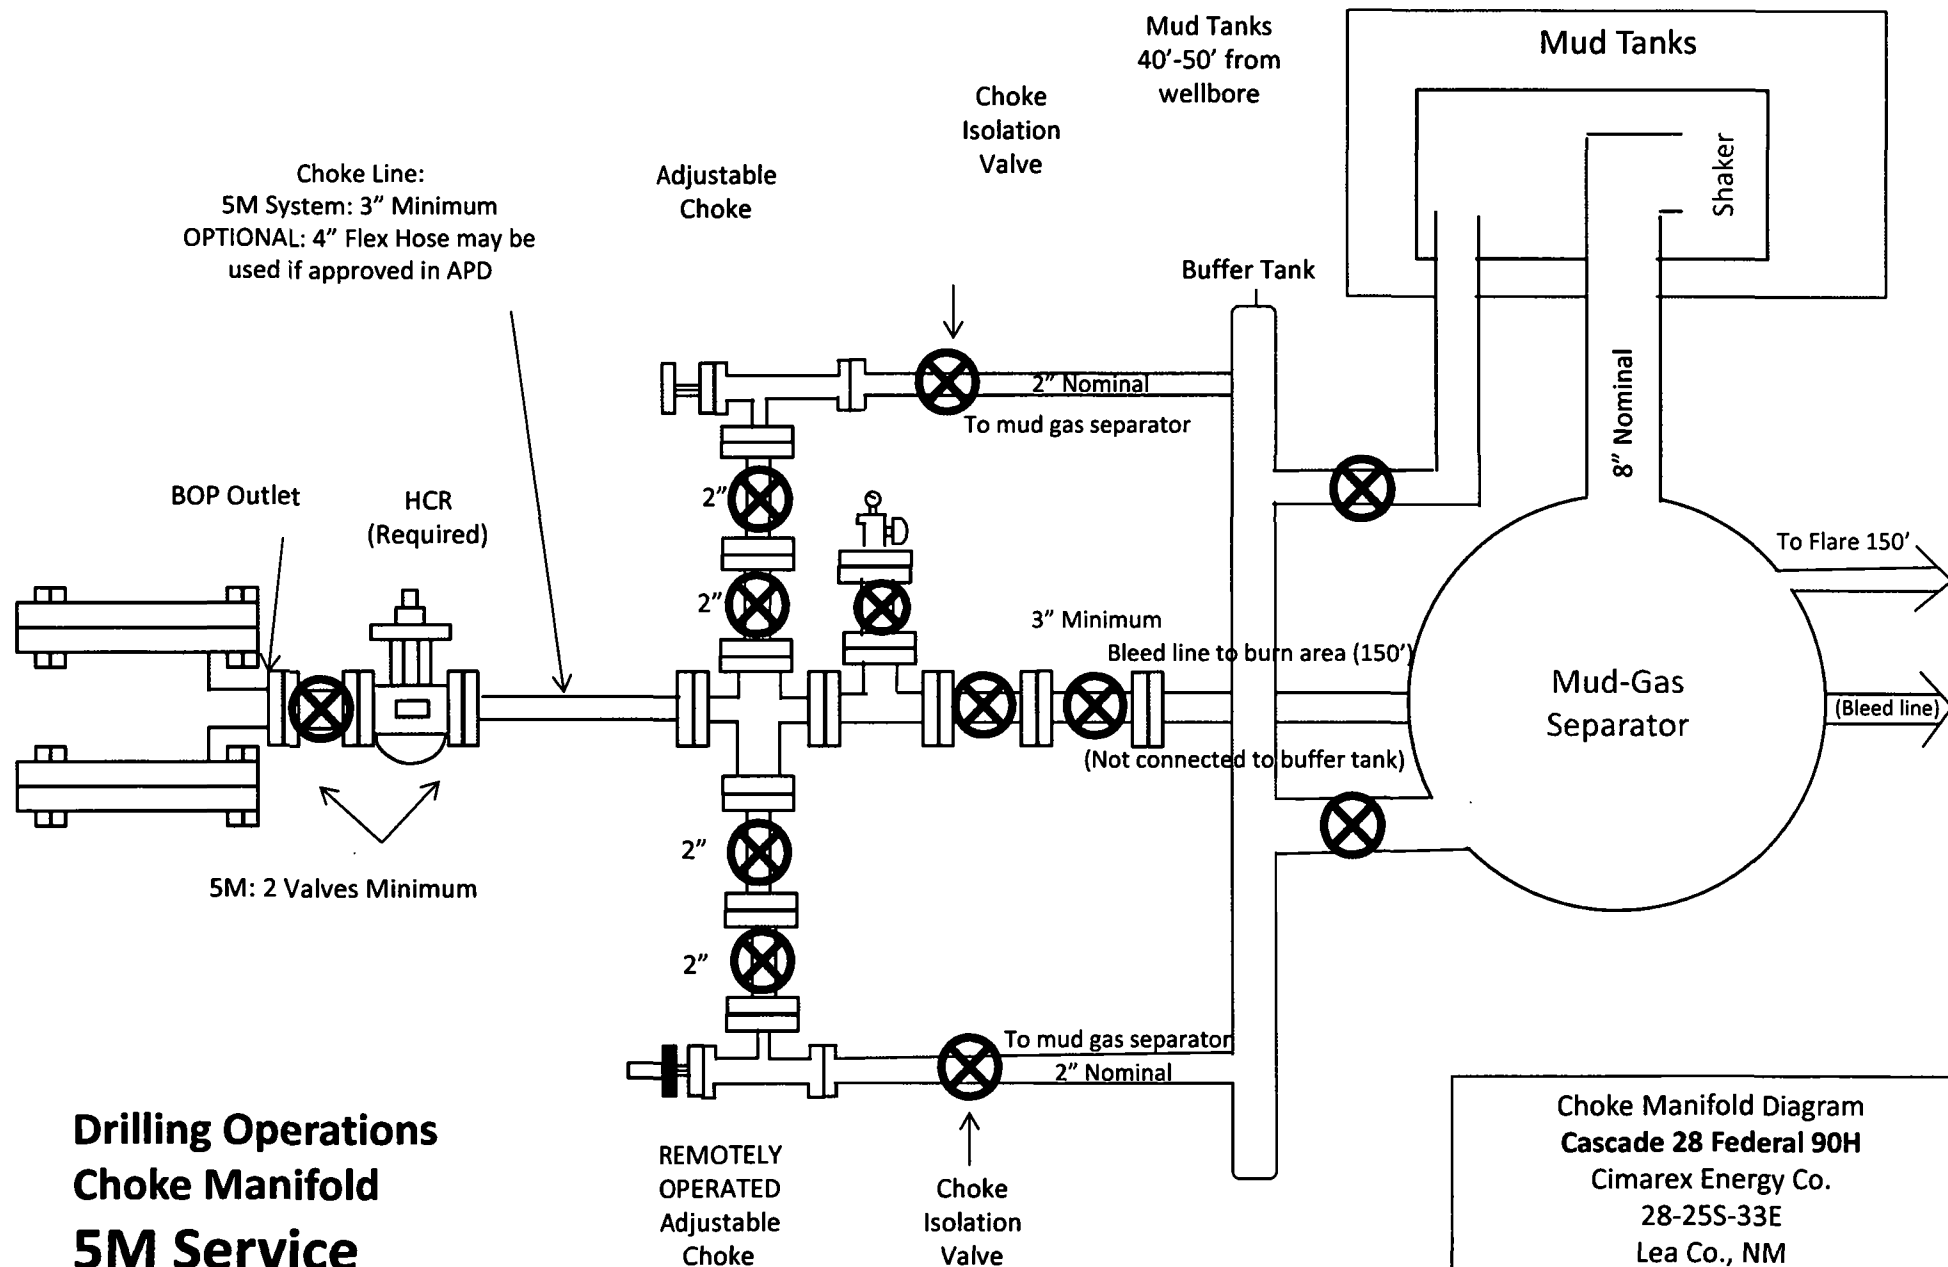 Mud Tanks
40'-50' from
wellbore
Mud Tanks
Shaker
Choke
Isolation
Valve
Choke Line:
5M System: 3" Minimum
OPTIONAL: 4" Flex Hose may be
used if approved in APD
Adjustable
Choke
Buffer Tank
2" Nominal
To mud gas separator
8" Nominal
BOP Outlet
HCR
(Required)
2"
2"
To Flare 150'
3" Minimum
Bleed line to burn area (150')
Mud-Gas
Separator
(Bleed line)
(Not connected to buffer tank)
5M: 2 Valves Minimum
2"
2"
To mud gas separator
2" Nominal
REMOTELY
OPERATED
Adjustable
Choke
Choke
Isolation
Valve
Drilling Operations
Choke Manifold
5M Service
Choke Manifold Diagram
Cascade 28 Federal 90H
Cimarex Energy Co.
28-25S-33E
Lea Co., NM